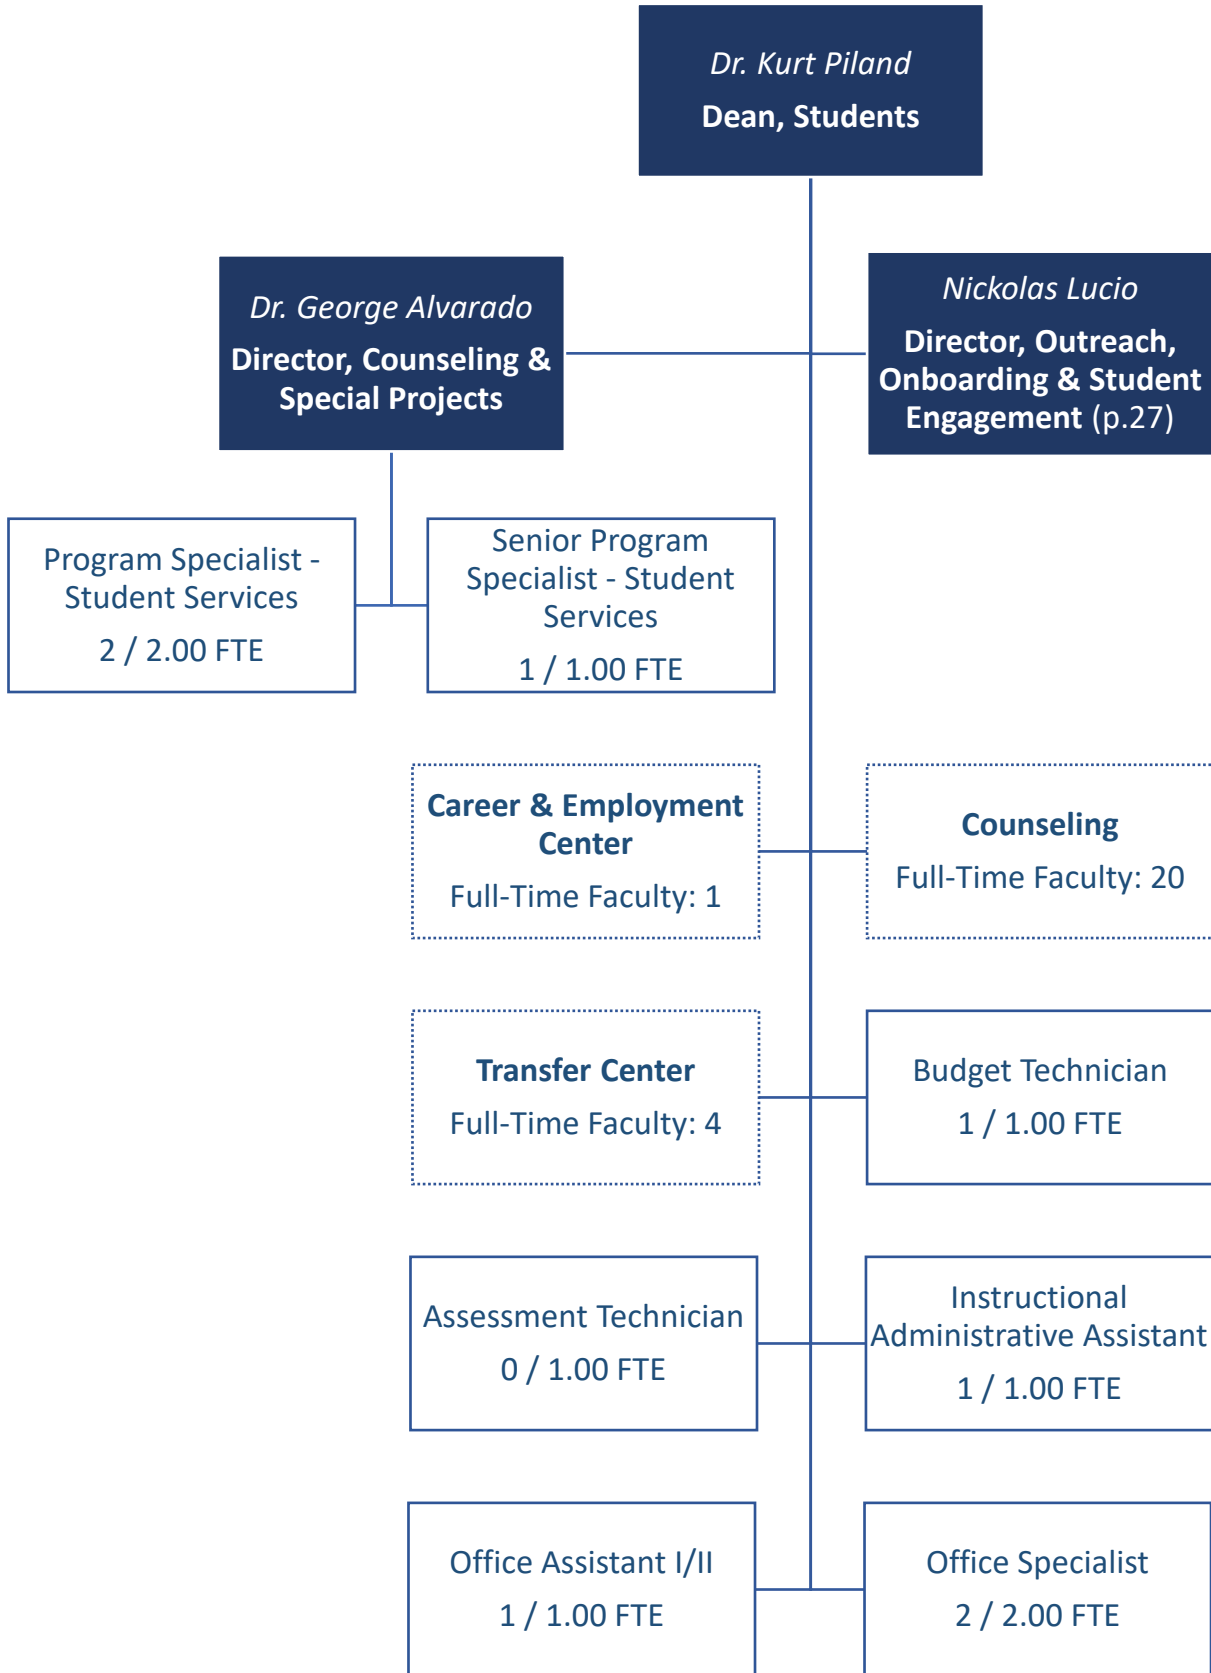 Dr. Kurt Piland
Dean, Students
Dr. George Alvarado
Director, Counseling &
Special Projects
Nickolas Lucio
Director, Outreach,
Onboarding & Student
Engagement (p.27)
Program Specialist -
Student Services
2 / 2.00 FTE
Senior Program
Specialist - Student
Services
1 / 1.00 FTE
Career & Employment
Center
Full-Time Faculty: 1
Counseling
Full-Time Faculty: 20
Transfer Center
Full-Time Faculty: 4
Budget Technician
1 / 1.00 FTE
Assessment Technician
0 / 1.00 FTE
Instructional
Administrative Assistant
1 / 1.00 FTE
Office Assistant I/II
1 / 1.00 FTE
Office Specialist
2 / 2.00 FTE